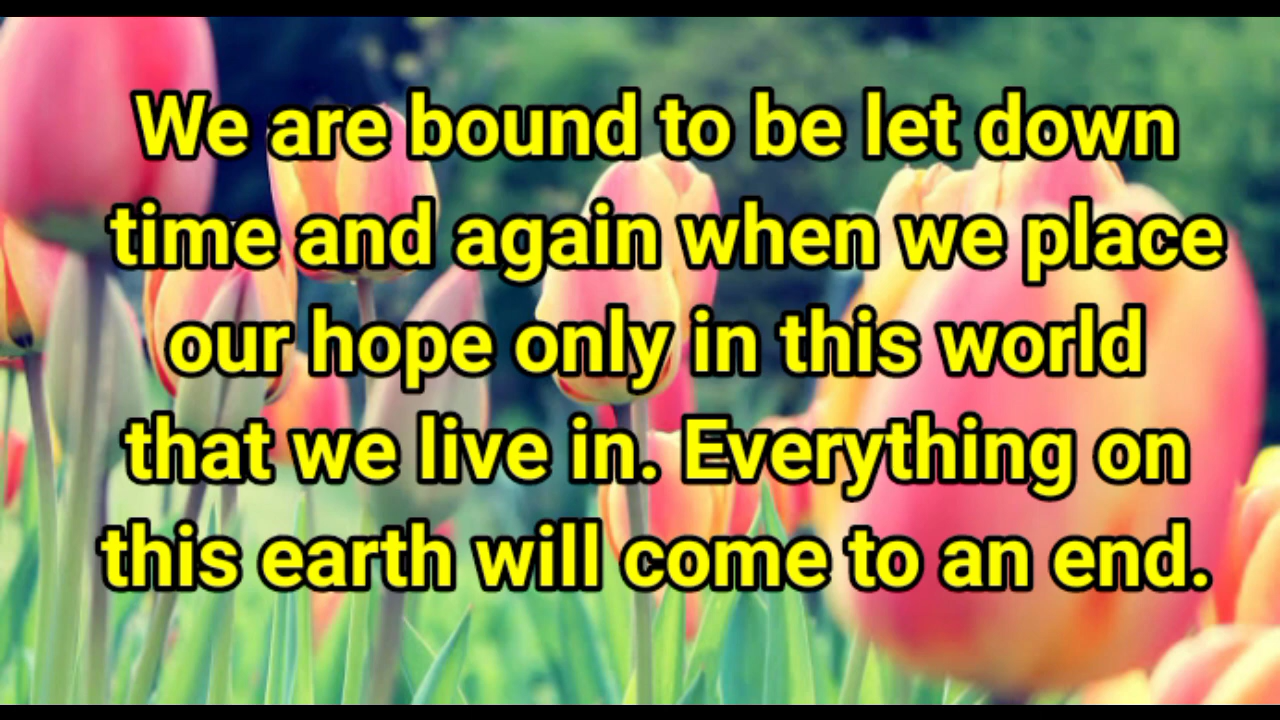 We are bound to be let down
time and again when we place
our hope only in this world
that we live in. Everything on
this earth will come to an end.